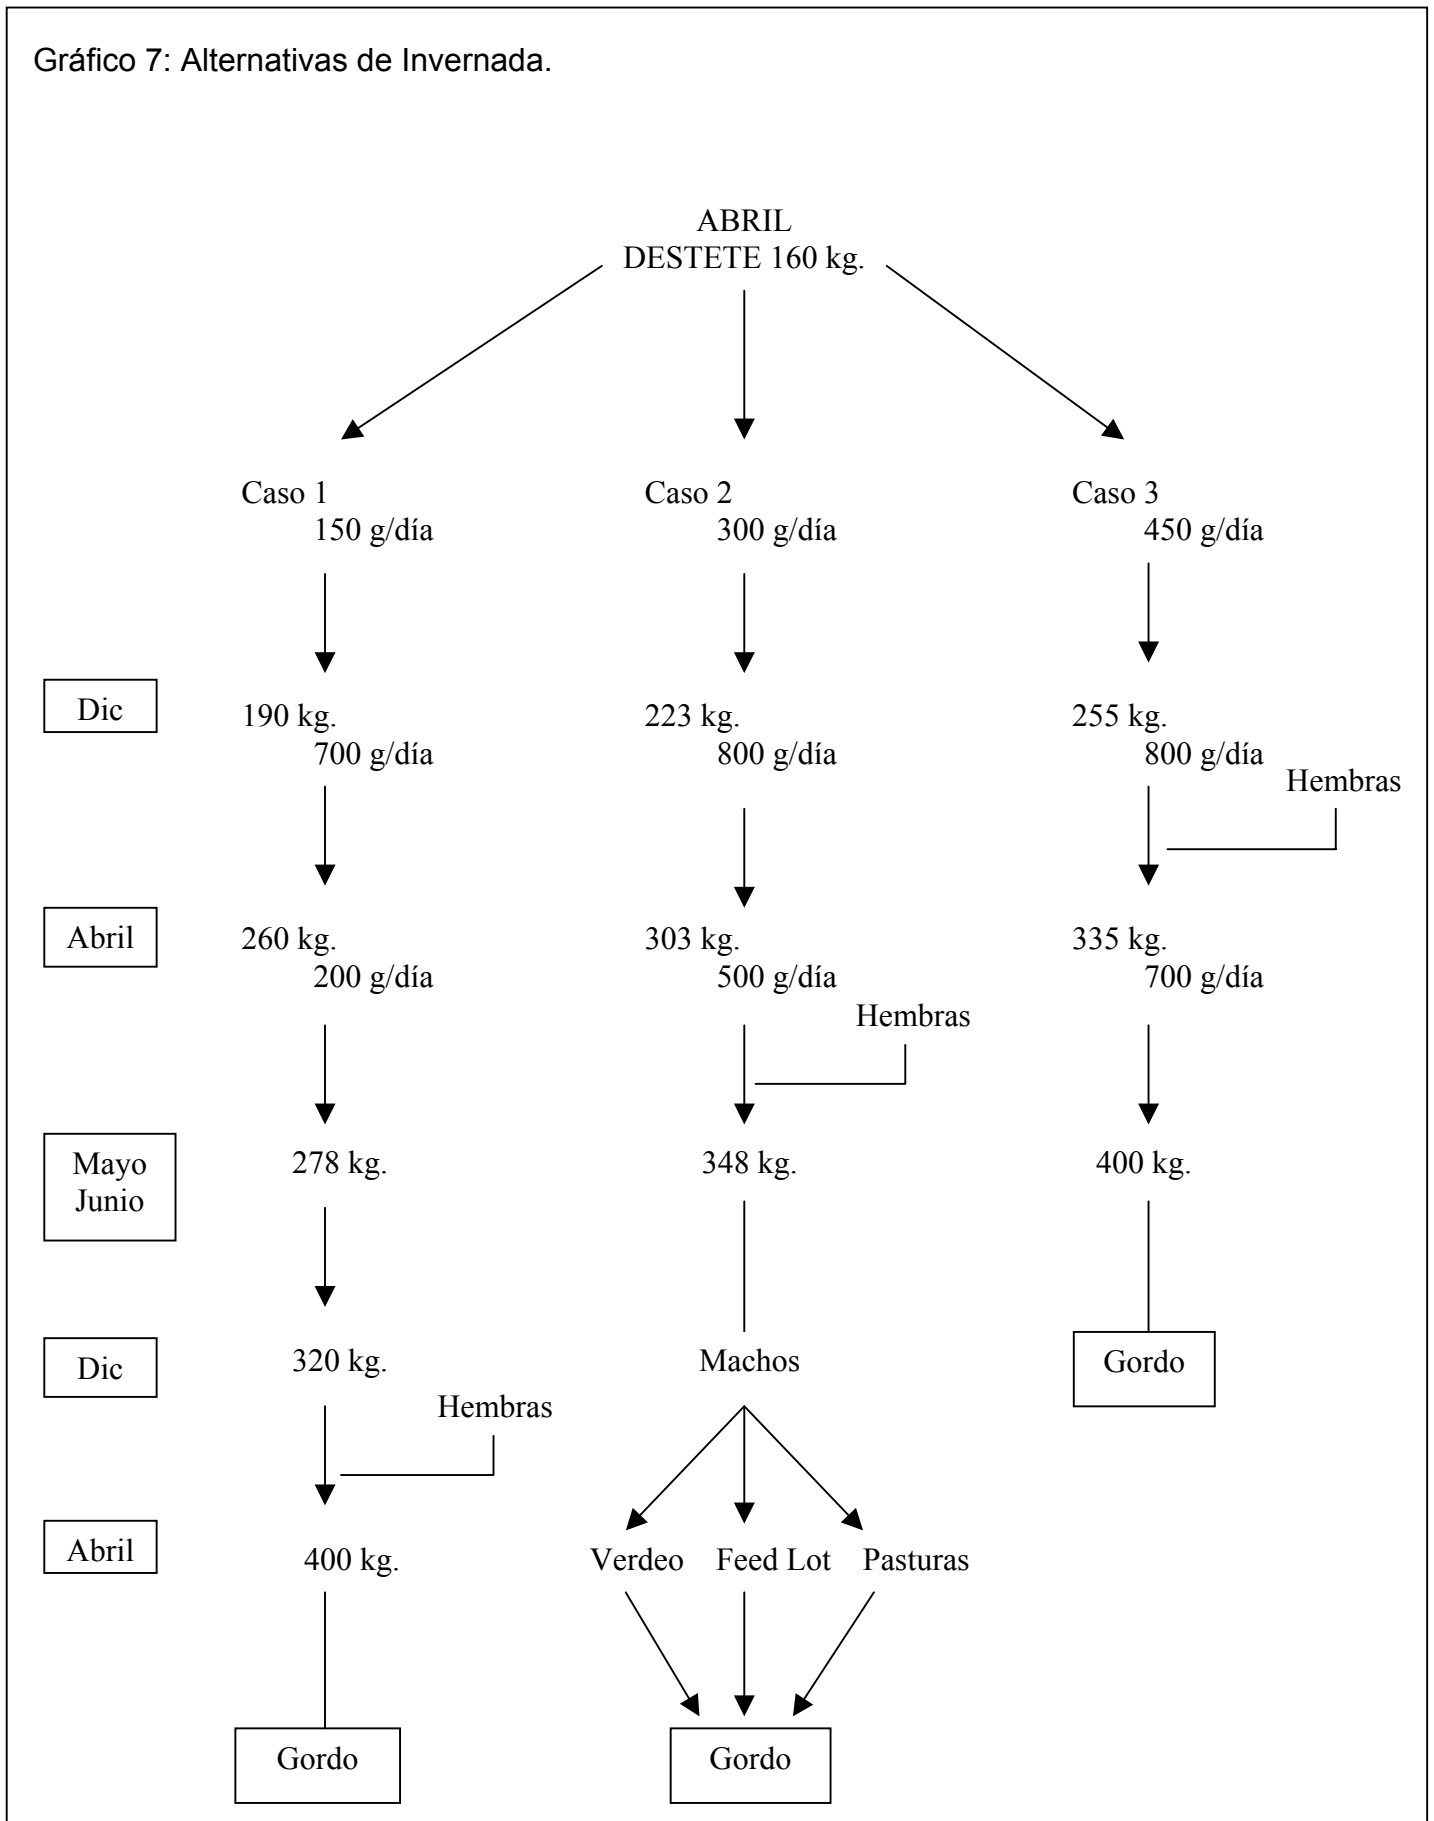 Gráfico 7: Alternativas de Invernada.
ABRIL
DESTETE 160 kg.
Caso 1
150 g/día
Caso 2
300 g/día
Caso 3
450 g/día
Dic
190 kg.
700 g/día
223 kg.
800 g/día
255 kg.
800 g/día
Hembras
Abril
260 kg.
200 g/día
303 kg.
500 g/día
335 kg.
700 g/día
Hembras
Mayo
Junio
278 kg.
348 kg.
400 kg.
Dic
320 kg.
Machos
Gordo
Hembras
Abril
400 kg.
Verdeo
Feed Lot
Pasturas
Gordo
Gordo